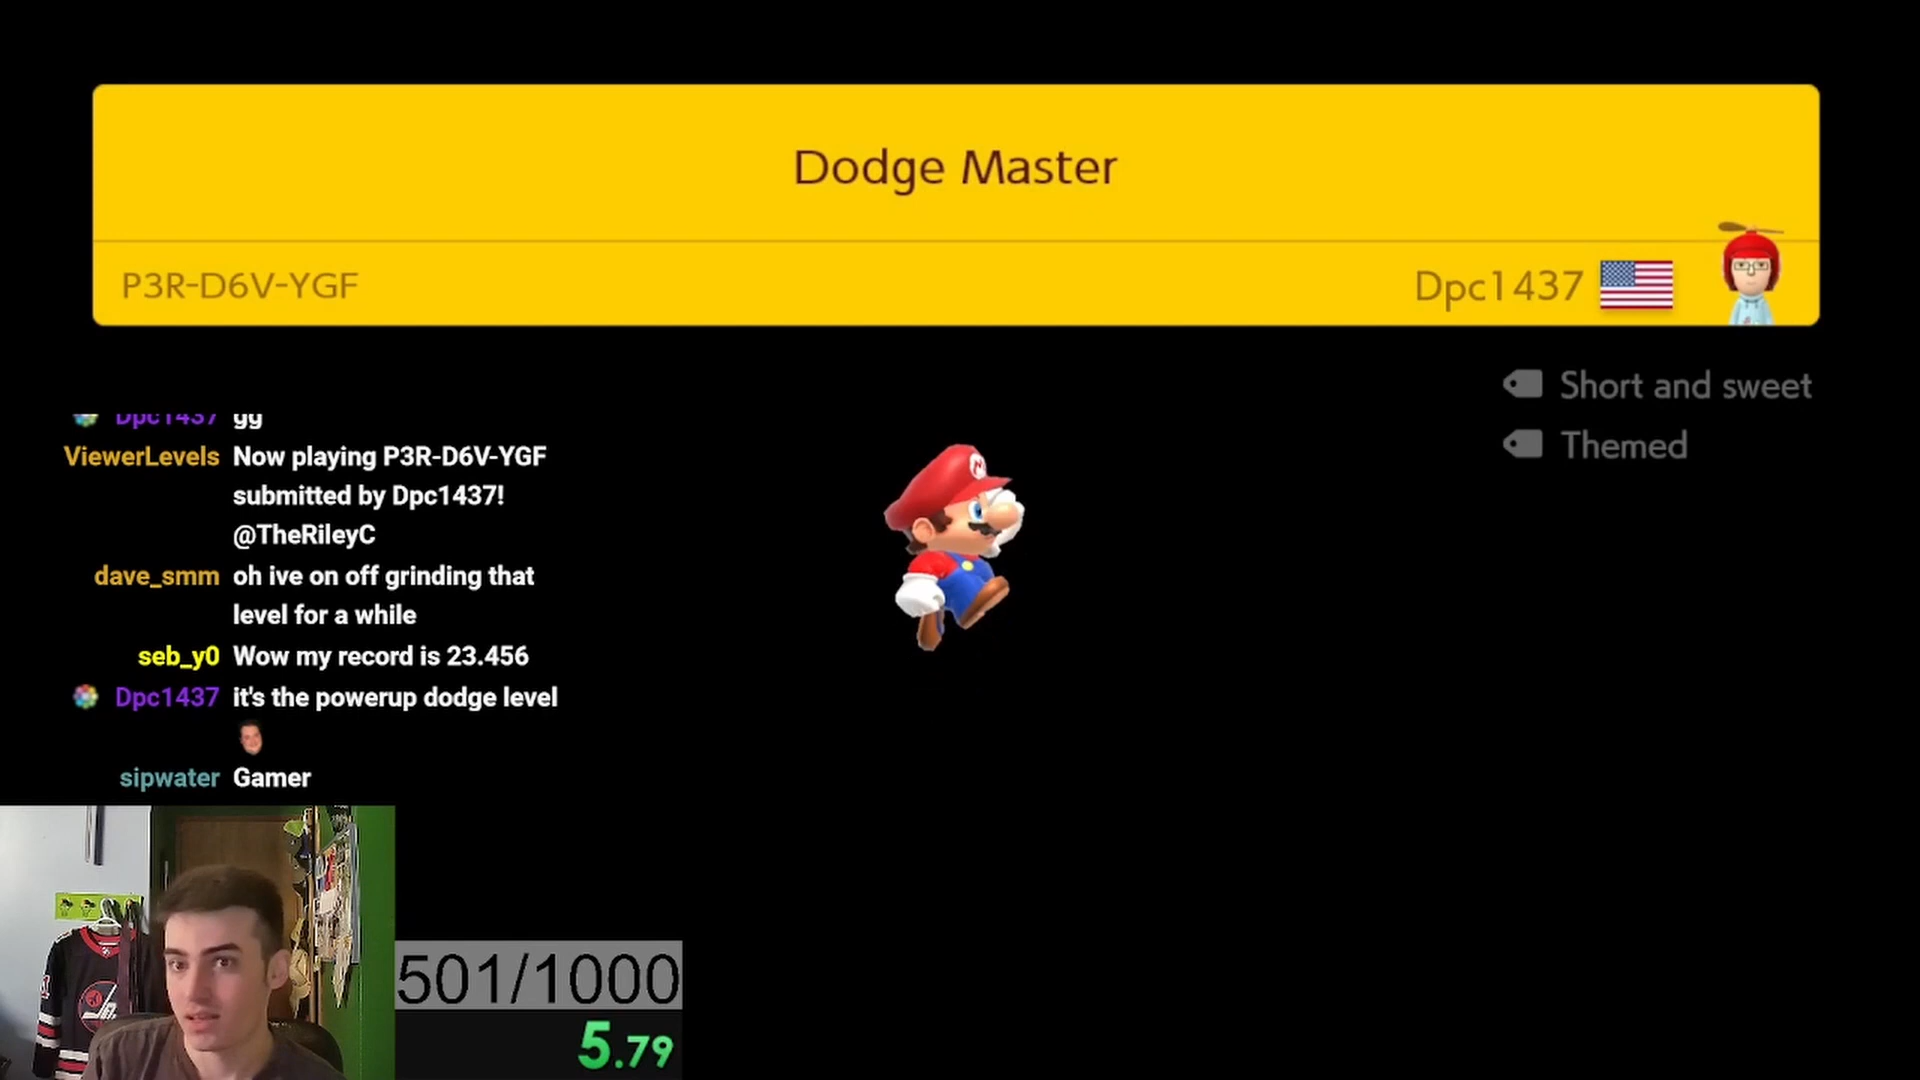 Dodge Master
P3R-D6V-YGF
Dpc1437
Short and sweet
Themed
Dpc1437 gg
ViewerLevels Now playing P3R-D6V-YGF
submitted by Dpc1437!
@TheRileyC
dave_smm oh ive on off grinding that
level for a while
seb_y0 Wow my record is 23.456
Dpc1437 it's the powerup dodge level
sipwater Gamer
501/1000
5.79